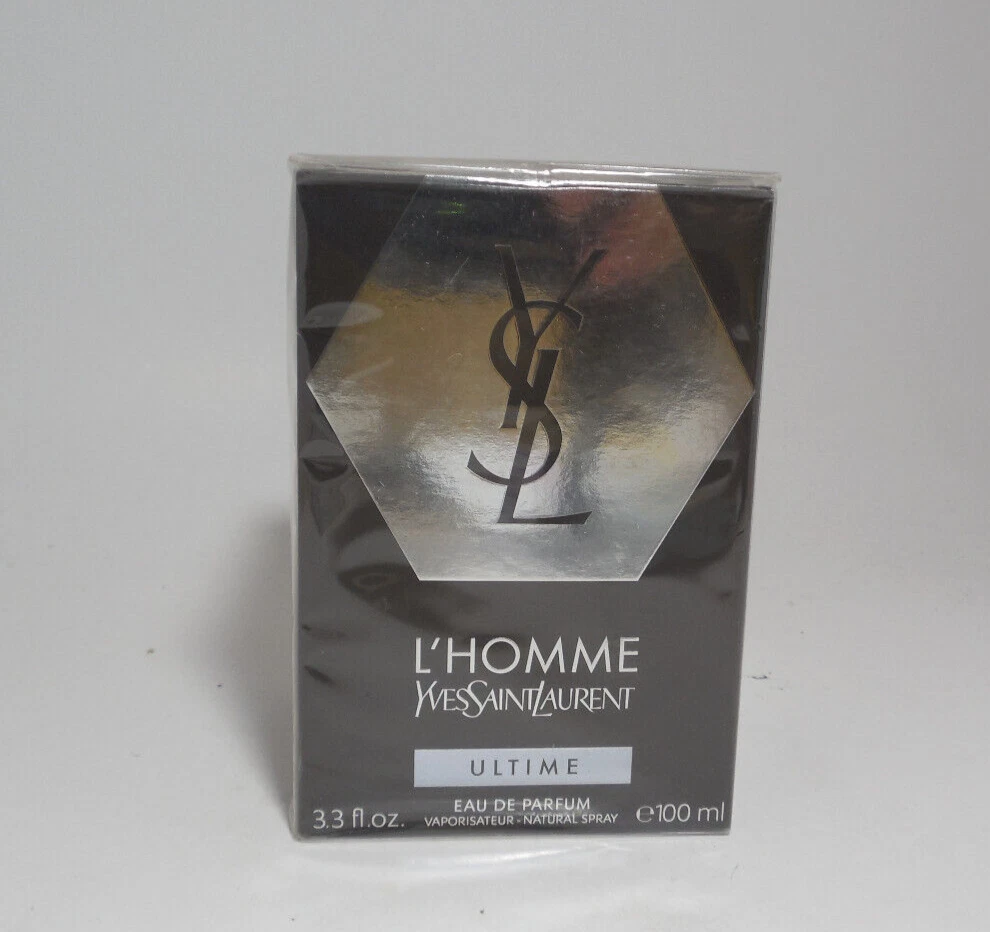 YSL
L'HOMME
YVESSAINTLAURENT
ULTIME
EAU DE PARFUM
3.3 fl.oz. VAPORISATEUR - NATURAL SPRAY ℮100 ml